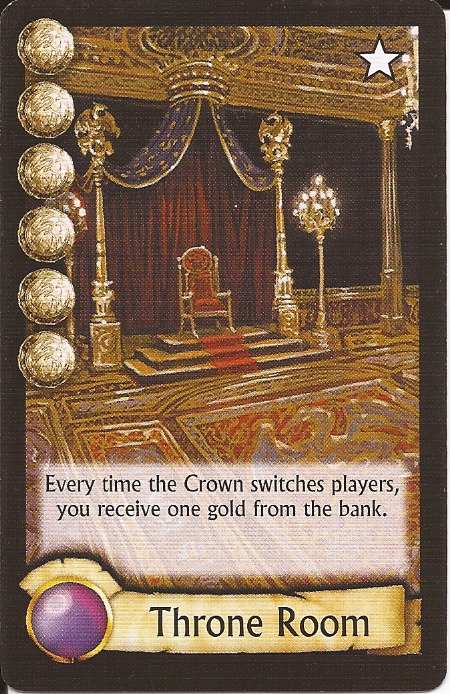 Every time the Crown switches players,
you receive one gold from the bank.
Throne Room